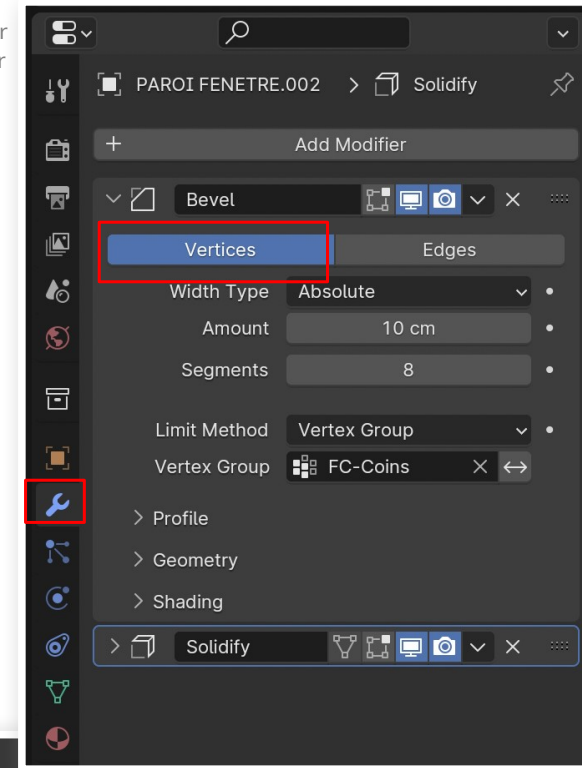 PAROI FENETRE.002 > Solidify
+ Add Modifier
Bevel
Vertices Edges
Width Type Absolute
Amount 10 cm
Segments 8
Limit Method Vertex Group
Vertex Group FC-Coins
Profile
Geometry
Shading
Solidify